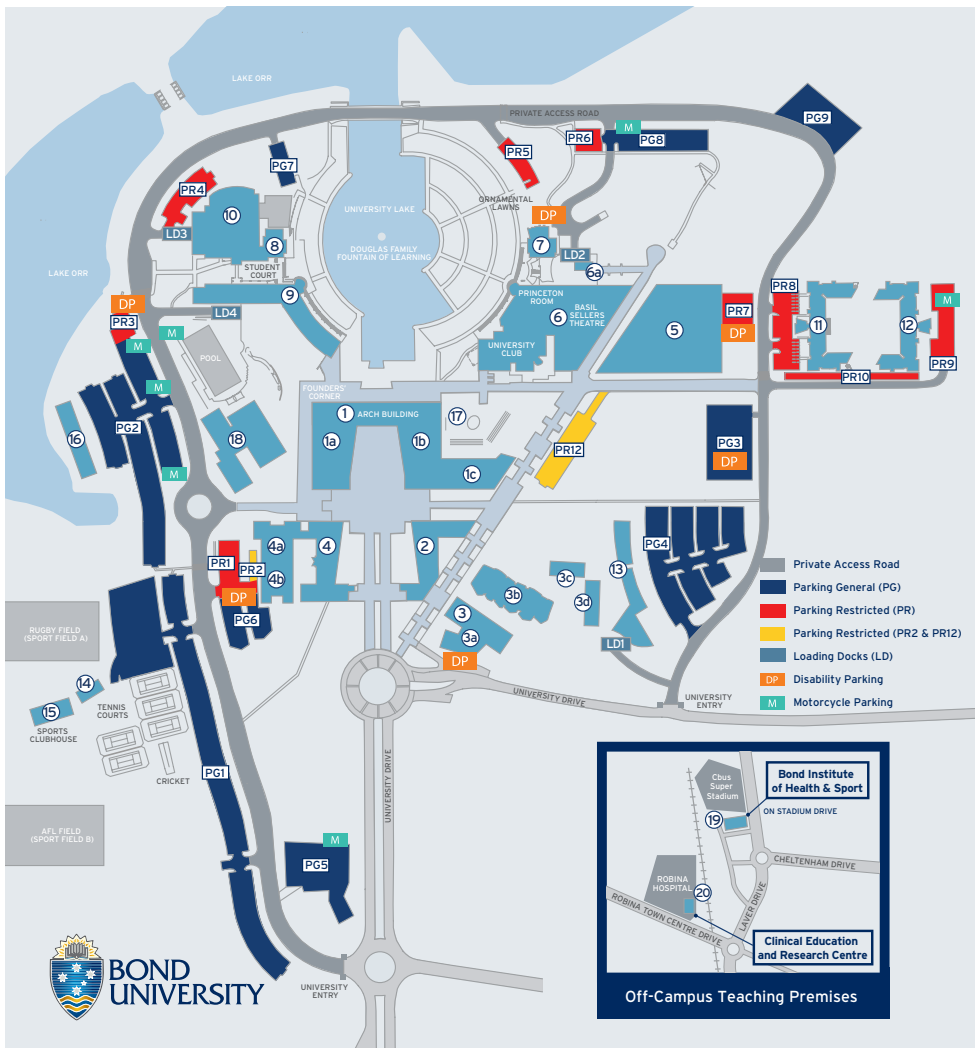 LAKE ORR
PRIVATE ACCESS ROAD
PG9
M
PR6
PG8
PR5
PG7
PR4
ORNAMENTAL
LAWNS
UNIVERSITY LAKE
DP
10
LD3
8
7
LD2
DOUGLAS FAMILY
FOUNTAIN OF LEARNING
STUDENT
COURT
6a
LAKE ORR
9
PRINCETON
ROOM
BASIL
SELLERS
THEATRE
6
PR8
DP
PR3
LD4
M
M
PR7
DP
5
11
12
M
UNIVERSITY
CLUB
POOL
PR9
PR10
M
FOUNDERS'
CORNER
1
ARCH BUILDING
17
16
PG2
18
1a
1b
PR12
PG3
DP
M
1c
4a
4
2
PG4
PR1
PR2
4b
DP
PG6
3c
13
3b
3d
3
3a
DP
LD1
Private Access Road
Parking General (PG)
Parking Restricted (PR)
Parking Restricted (PR2 & PR12)
Loading Docks (LD)
DP
Disability Parking
M
Motorcycle Parking
RUGBY FIELD
(SPORT FIELD A)
14
15
SPORTS
CLUBHOUSE
TENNIS
COURTS
UNIVERSITY DRIVE
UNIVERSITY
ENTRY
CRICKET
PG1
UNIVERSITY DRIVE
AFL FIELD
(SPORT FIELD B)
M
PG5
UNIVERSITY
ENTRY
BOND
UNIVERSITY
Cbus
Super
Stadium
Bond Institute
of Health & Sport
ON STADIUM DRIVE
19
CHELTENHAM DRIVE
ROBINA
HOSPITAL
20
LAVER DRIVE
ROBINA TOWN CENTRE DRIVE
Clinical Education
and Research Centre
Off-Campus Teaching Premises